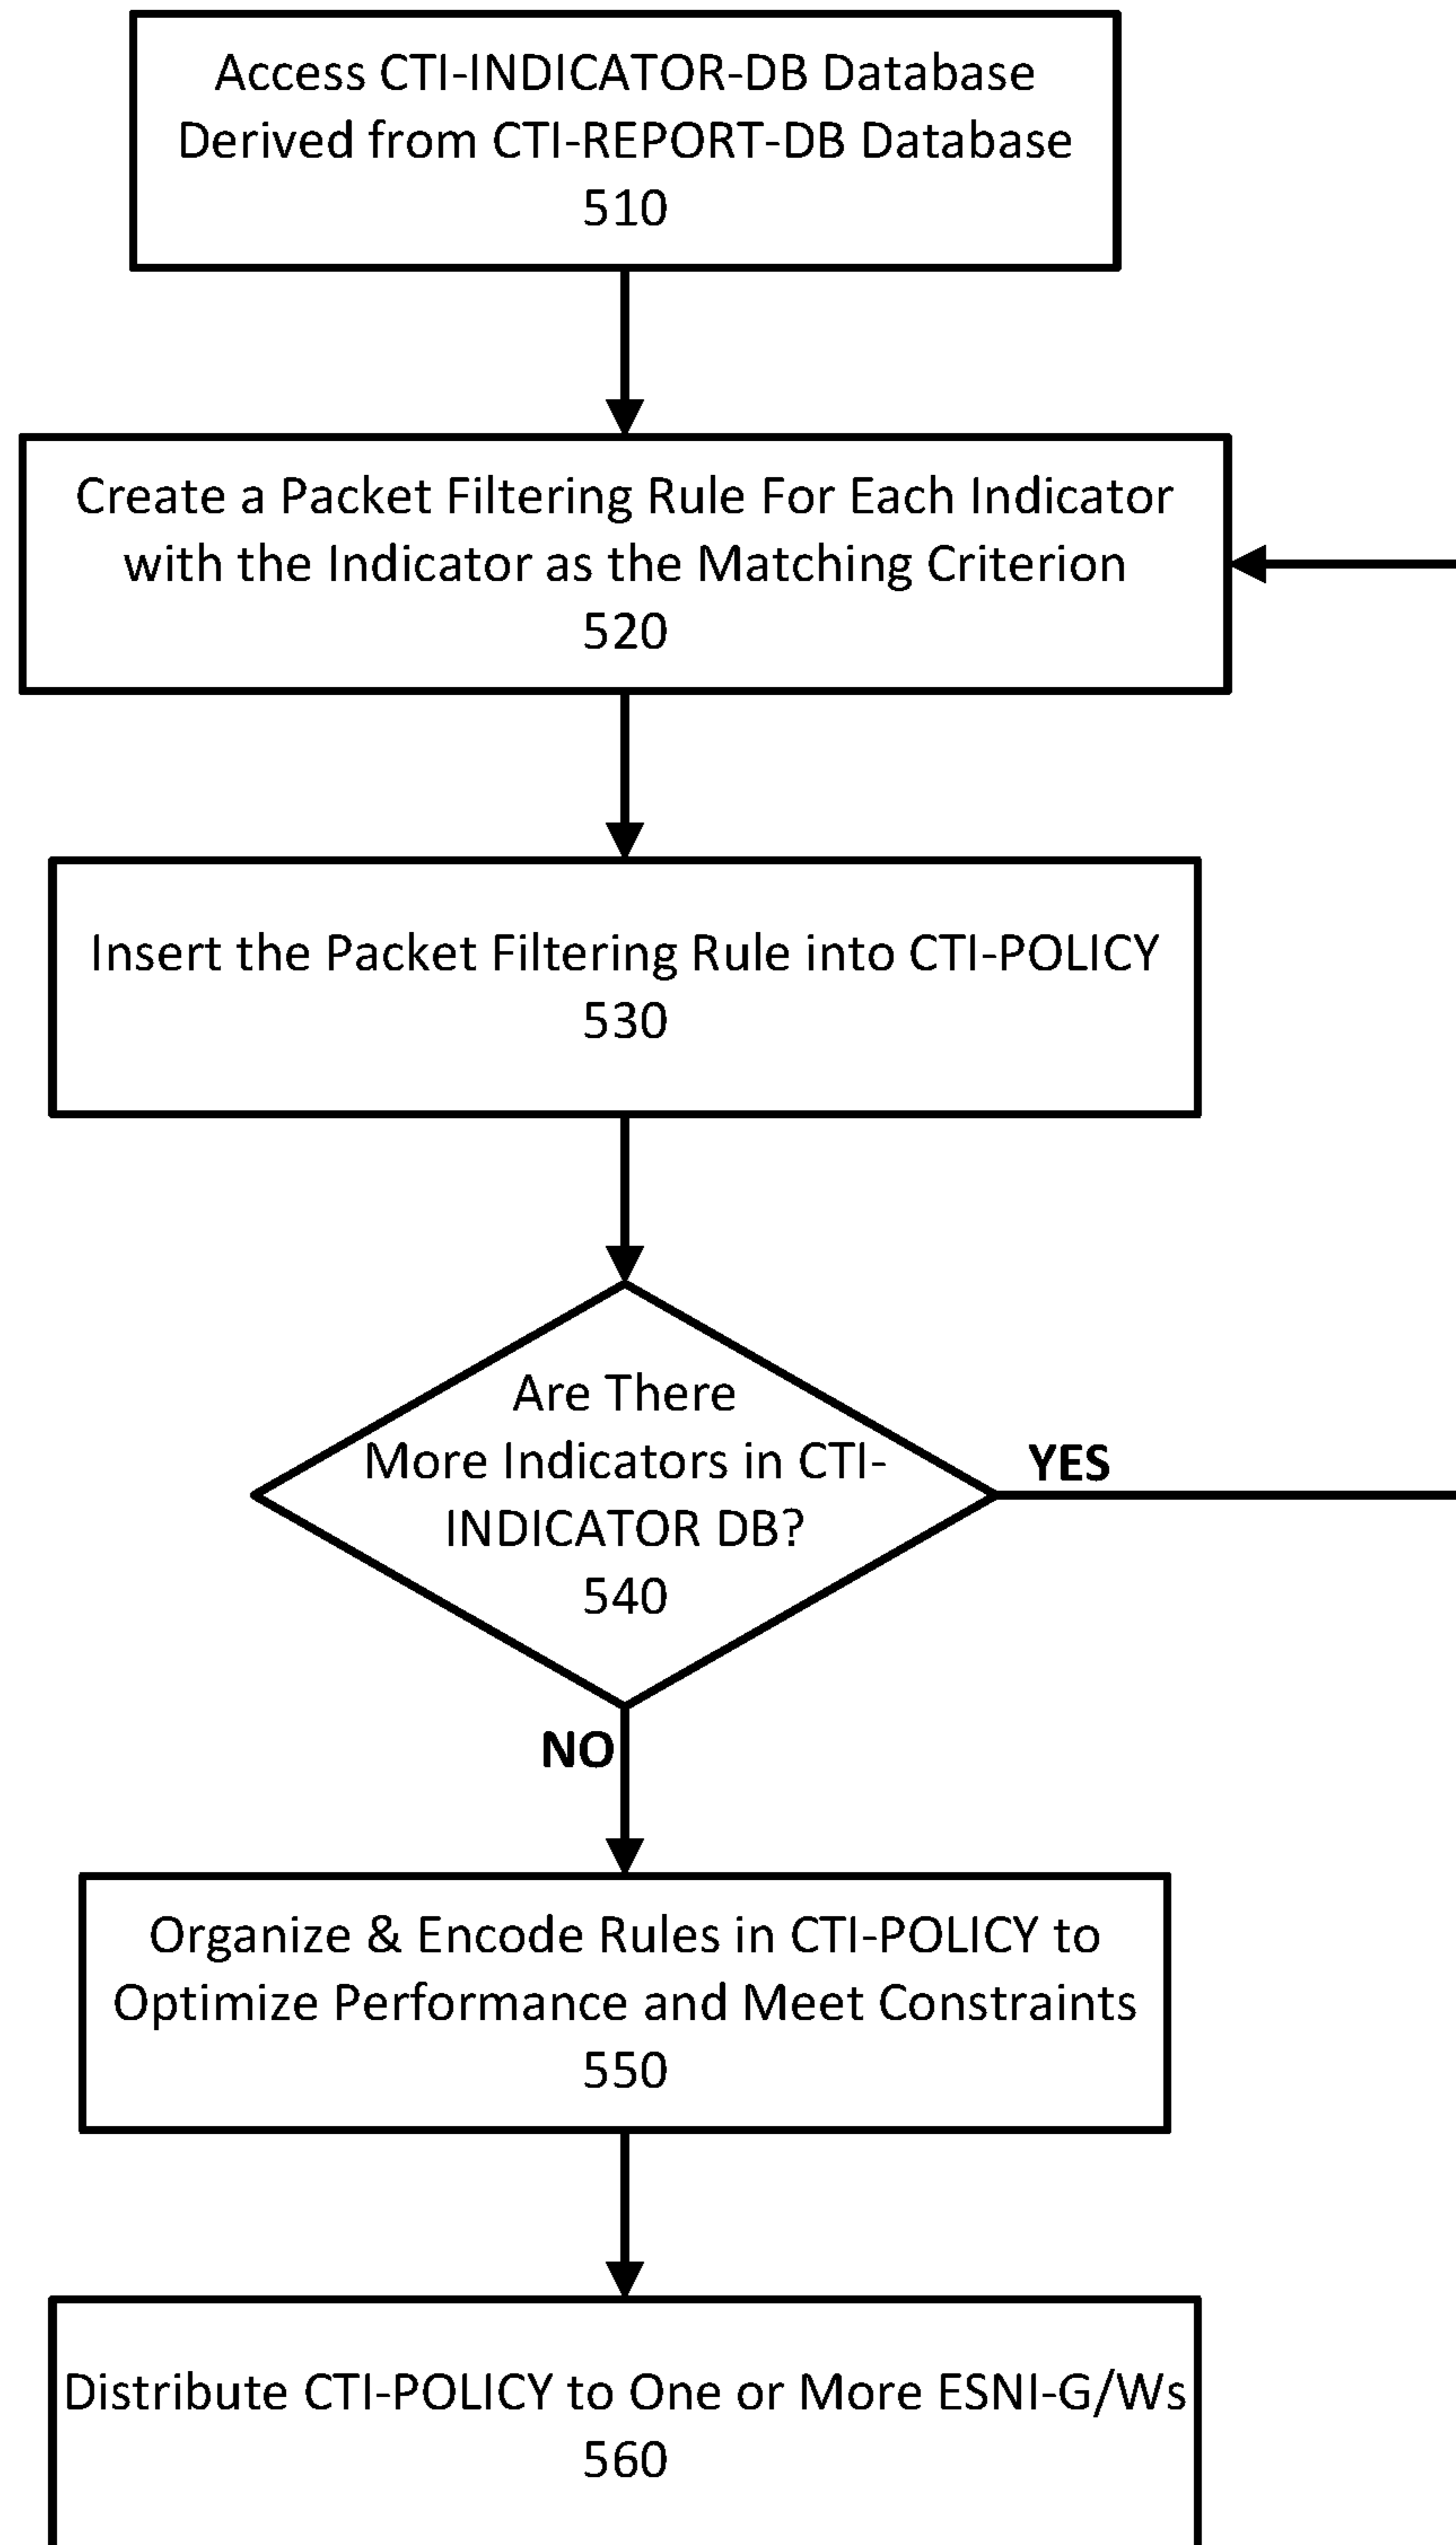 Access CTI-INDICATOR-DB Database
Derived from CTI-REPORT-DB Database
510
Create a Packet Filtering Rule For Each Indicator
with the Indicator as the Matching Criterion
520
Insert the Packet Filtering Rule into CTI-POLICY
530
Are There
More Indicators in CTI-
INDICATOR DB?
540
YES
NO
Organize & Encode Rules in CTI-POLICY to
Optimize Performance and Meet Constraints
550
Distribute CTI-POLICY to One or More ESNI-G/Ws
560